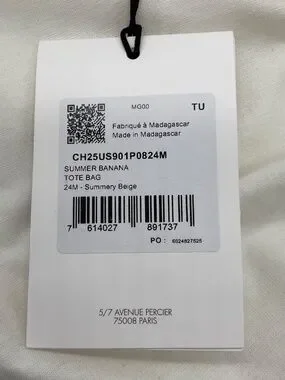 MG00
TU
Fabriqué à Madagascar
Made in Madagascar
CH25US901P0824M
SUMMER BANANA
TOTE BAG
24M - Summery Beige
7 614027 891737
PO : 6024827525
5/7 AVENUE PERCIER
75008 PARIS